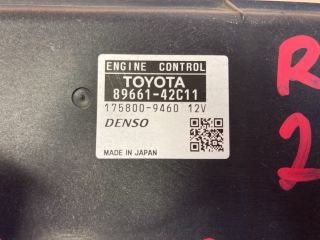 ENGINE CONTROL
TOYOTA
89661-42C11
175800-9460 12V
DENSO
MADE IN JAPAN
R
2